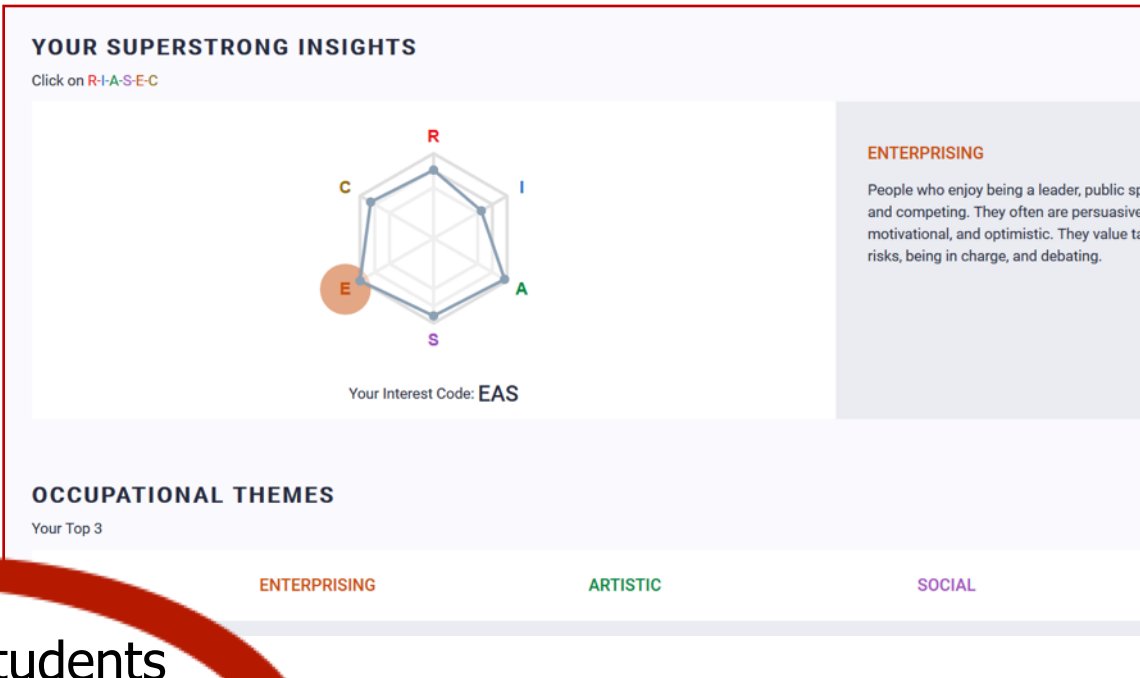 YOUR SUPERSTRONG INSIGHTS
Click on R-I-A-S-E-C
R
C
I
E
A
S
Your Interest Code: EAS
ENTERPRISING
People who enjoy being a leader, public
and competing. They often are persuasive
motivational, and optimistic. They value
risks, being in charge, and debating.
OCCUPATIONAL THEMES
Your Top 3
ENTERPRISING ARTISTIC SOCIAL
tudents